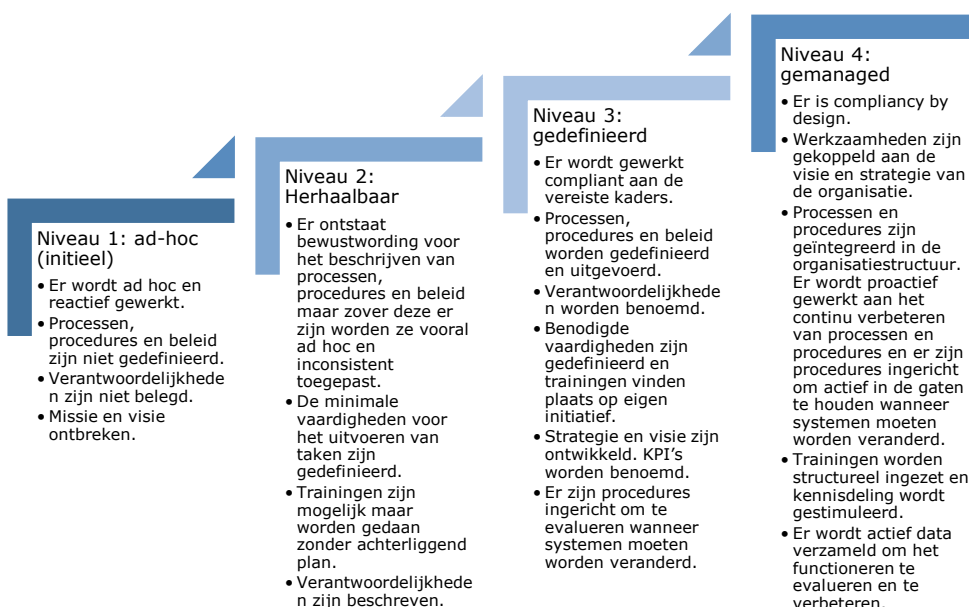 Niveau 1: ad-hoc
(initieel)
• Er wordt ad hoc en
reactief gewerkt.
• Processen,
procedures en beleid
zijn niet gedefinieerd.
• Verantwoordelijkhede
n zijn niet belegd.
• Missie en visie
ontbreken.
Niveau 2:
Herhaalbaar
• Er ontstaat
bewustwording voor
het beschrijven van
processen,
procedures en beleid
maar zover deze er
zijn worden ze vooral
ad hoc en
inconsistent
toegepast.
• De minimale
vaardigheden voor
het uitvoeren van
taken zijn
gedefinieerd.
• Trainingen zijn
mogelijk maar
worden gedaan
zonder achterliggend
plan.
• Verantwoordelijkhede
n zijn beschreven.
Niveau 3:
gedefinieerd
• Er wordt gewerkt
compliant aan de
vereiste kaders.
• Processen,
procedures en beleid
worden gedefinieerd
en uitgevoerd.
• Verantwoordelijkhede
n worden benoemd.
• Benodigde
vaardigheden zijn
gedefinieerd en
trainingen vinden
plaats op eigen
initiatief.
• Strategie en visie zijn
ontwikkeld. KPI's
worden benoemd.
• Er zijn procedures
ingericht om te
evalueren wanneer
systemen moeten
worden veranderd.
Niveau 4:
gemanaged
• Er is compliancy by
design.
• Werkzaamheden zijn
gekoppeld aan de
visie en strategie van
de organisatie.
• Processen en
procedures zijn
geïntegreerd in de
organisatiestructuur.
Er wordt proactief
gewerkt aan het
continu verbeteren
van processen en
procedures en er zijn
procedures ingericht
om actief in de gaten
te houden wanneer
systemen moeten
worden veranderd.
• Trainingen worden
structureel ingezet en
kennisdeling wordt
gestimuleerd.
• Er wordt actief data
verzameld om het
functioneren te
evalueren en te
verbeteren.